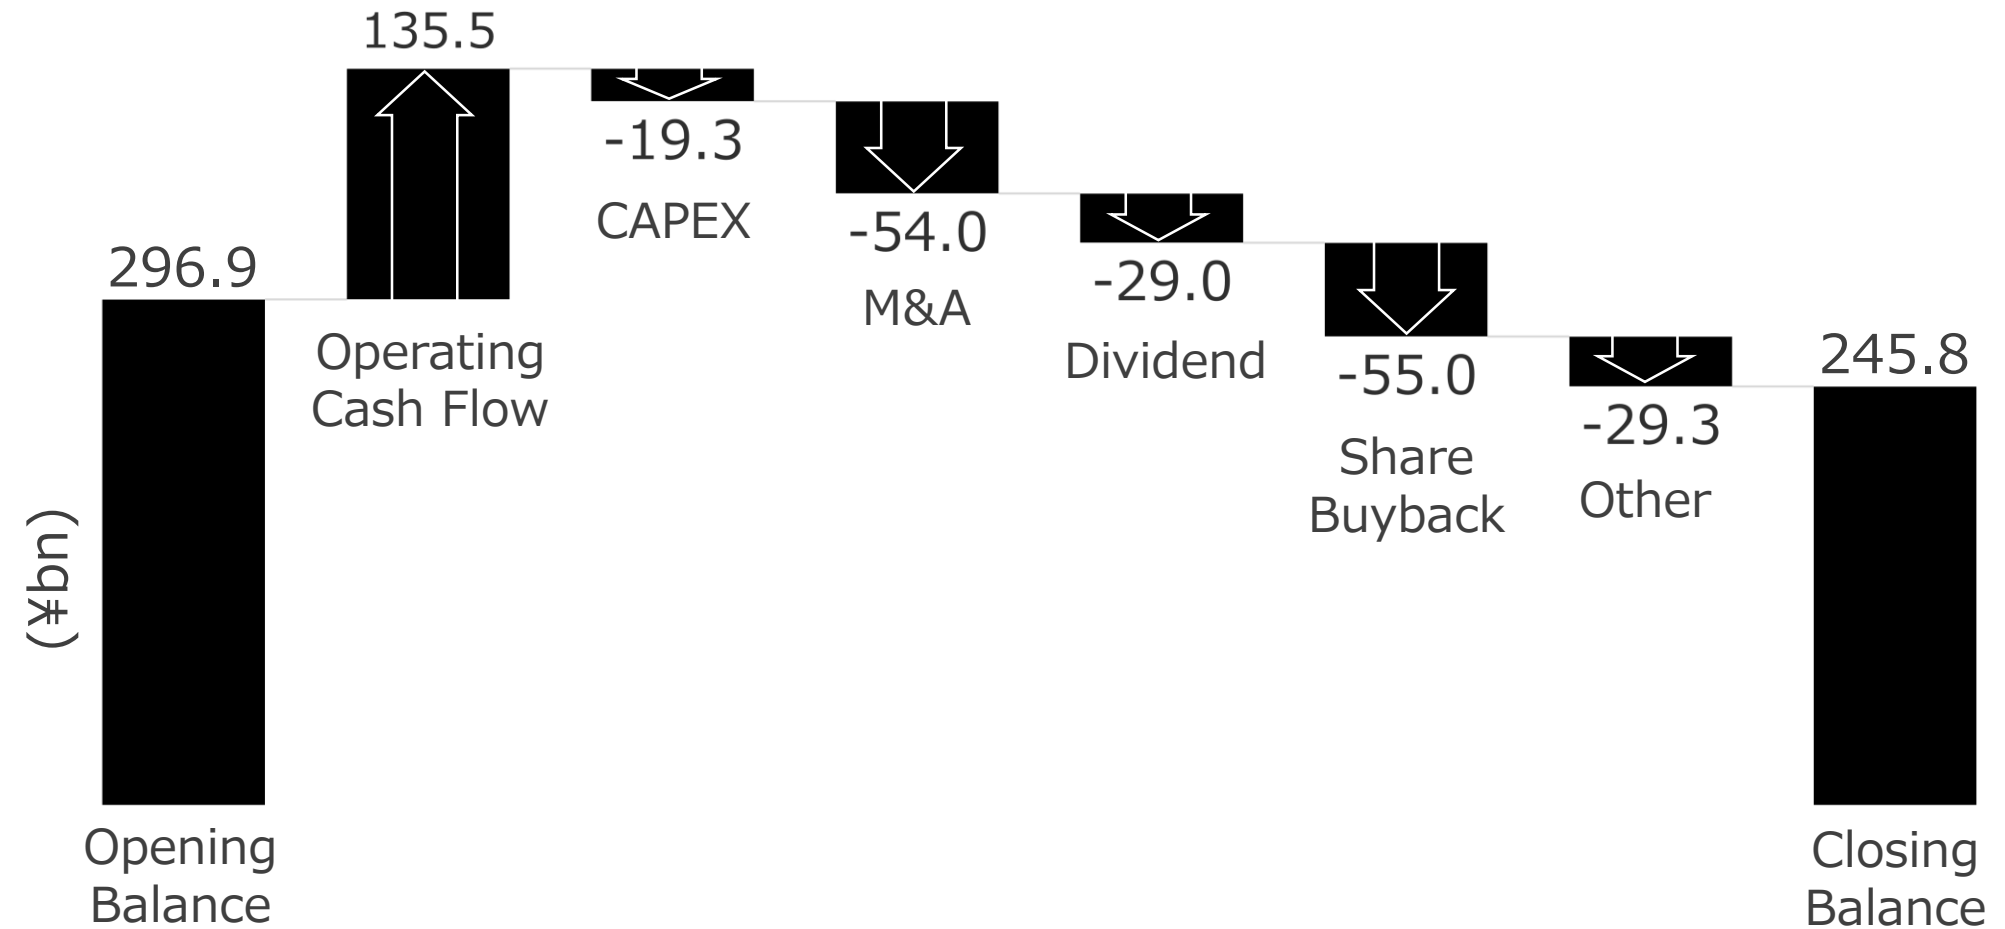 135.5
-19.3
CAPEX
-54.0
M&A
-29.0
Dividend
-55.0
Share
Buyback
-29.3
Other
296.9
Operating
Cash Flow
245.8
(¥bn)
Opening
Balance
Closing
Balance